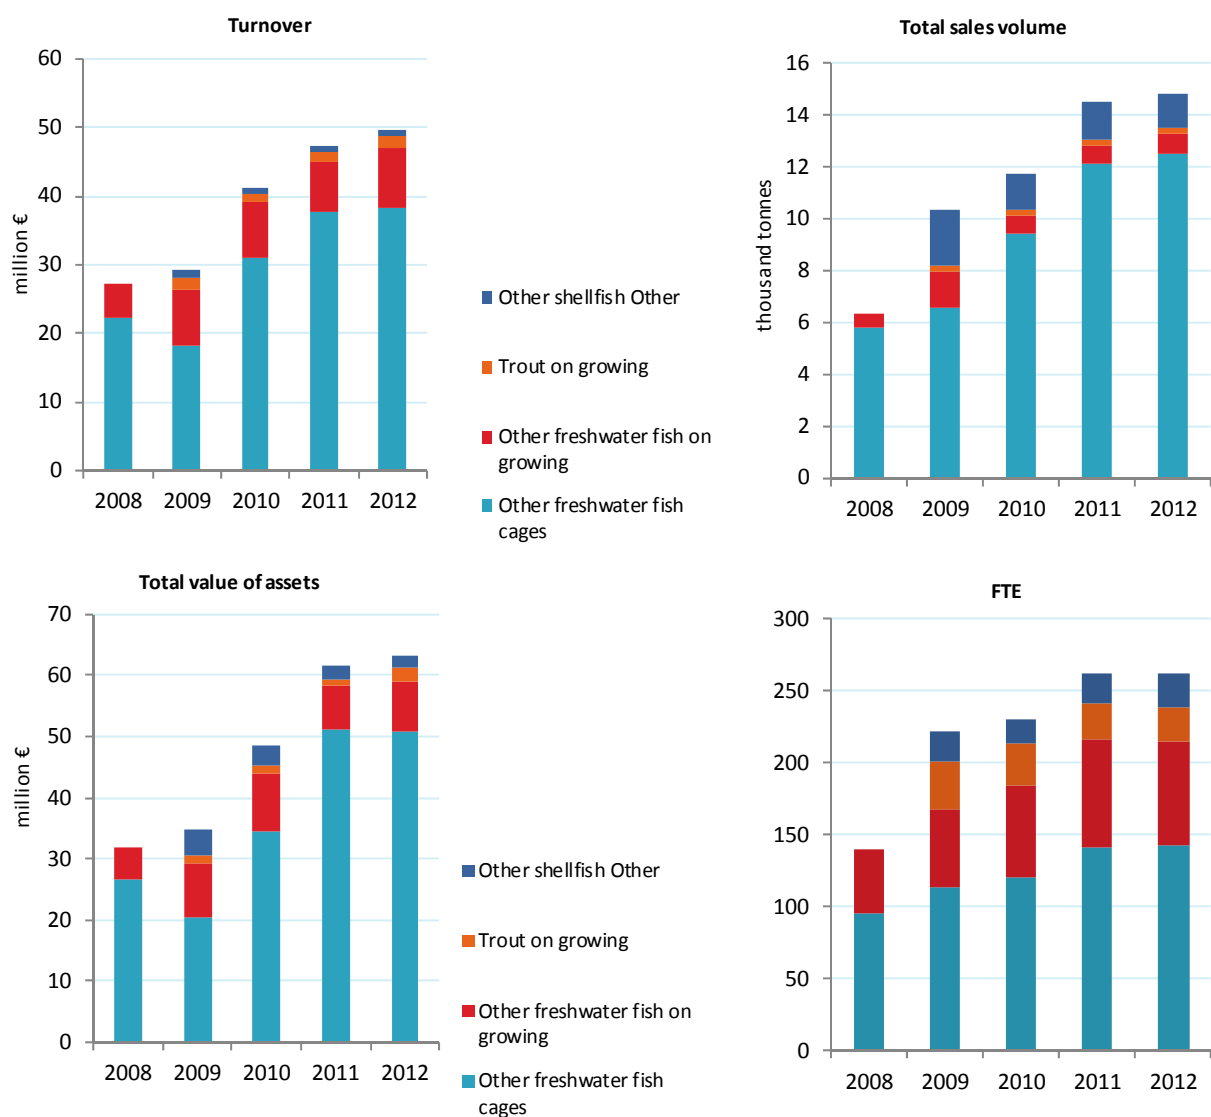 Turnover
60
50
40
30
20
10
0
million €
2008 2009 2010 2011 2012
Other shellfish Other
Trout on growing
Other freshwater fish on
growing
Other freshwater fish
cages
Total sales volume
16
14
12
10
8
6
4
2
0
thousand tonnes
2008 2009 2010 2011 2012
Total value of assets
70
60
50
40
30
20
10
0
million €
2008 2009 2010 2011 2012
Other shellfish Other
Trout on growing
Other freshwater fish on
growing
Other freshwater fish
cages
FTE
300
250
200
150
100
50
0
2008 2009 2010 2011 2012